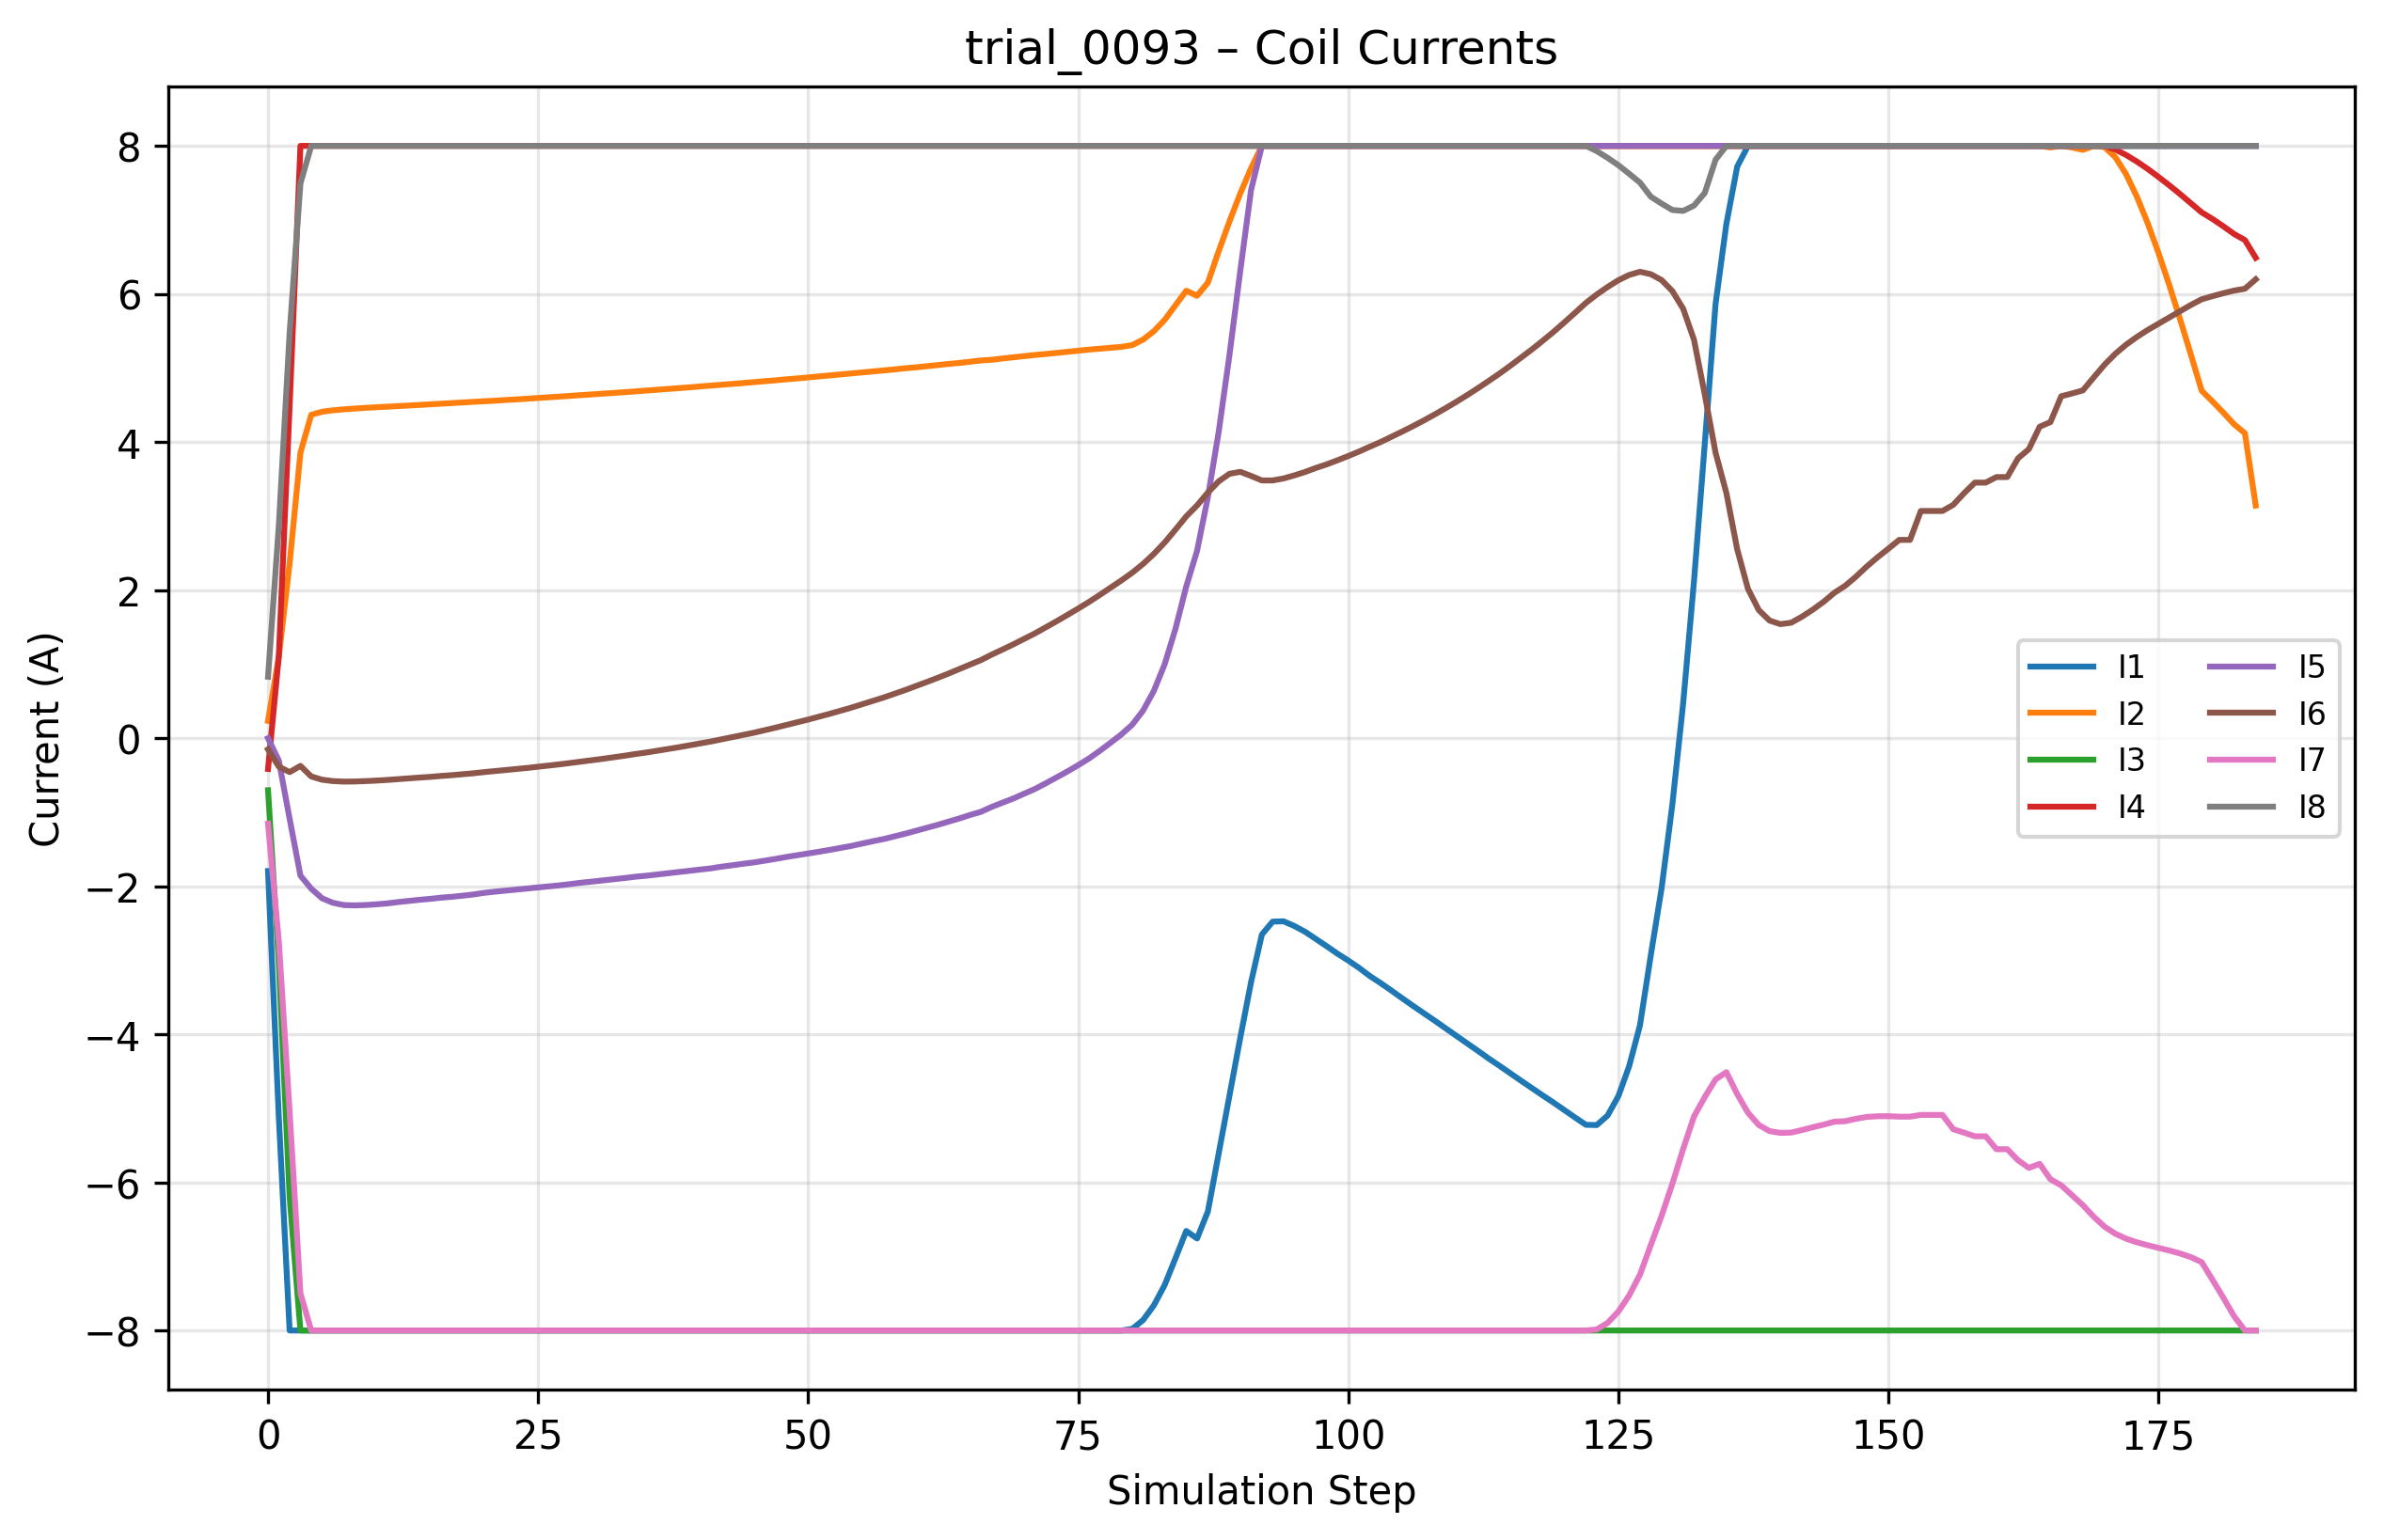 trial_0093 – Coil Currents
Current (A)
8
6
4
2
0
−2
−4
−6
−8
I1 I5
I2 I6
I3 I7
I4 I8
0 25 50 75 100 125 150 175
Simulation Step